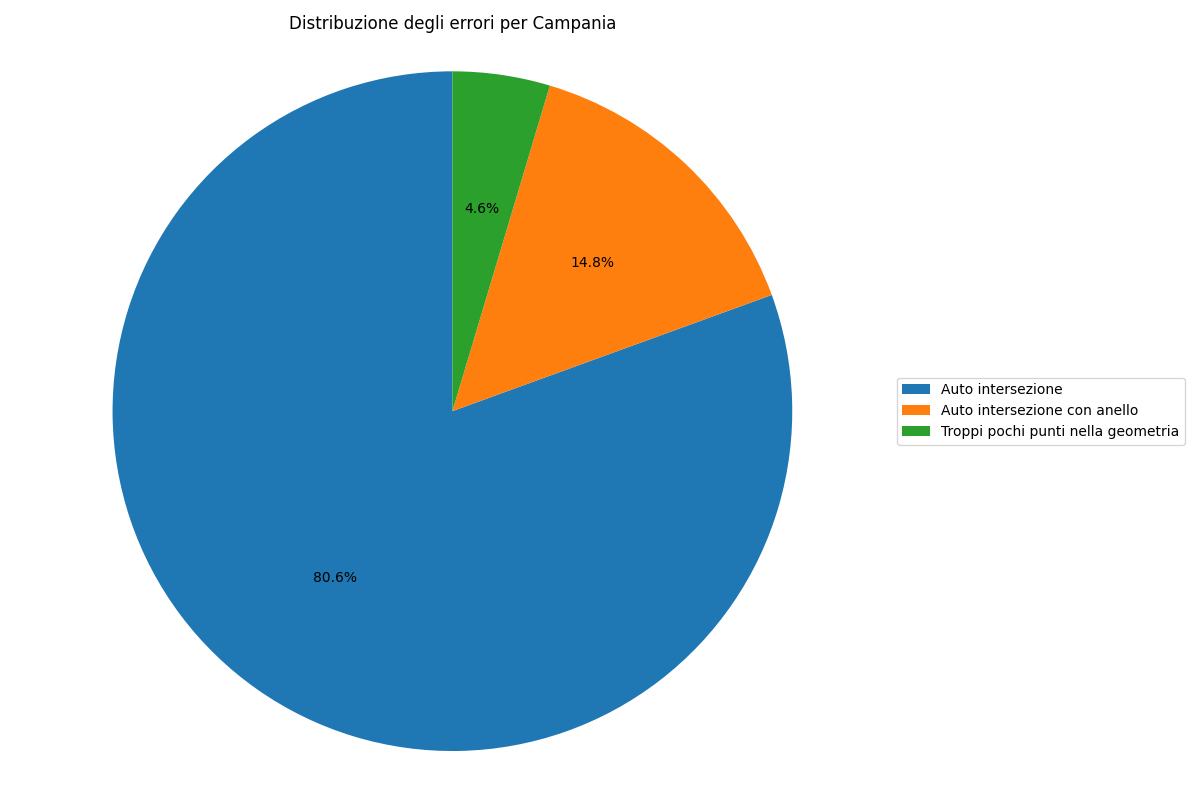 Distribuzione degli errori per Campania
4.6%
14.8%
80.6%
Auto intersezione
Auto intersezione con anello
Troppi pochi punti nella geometria